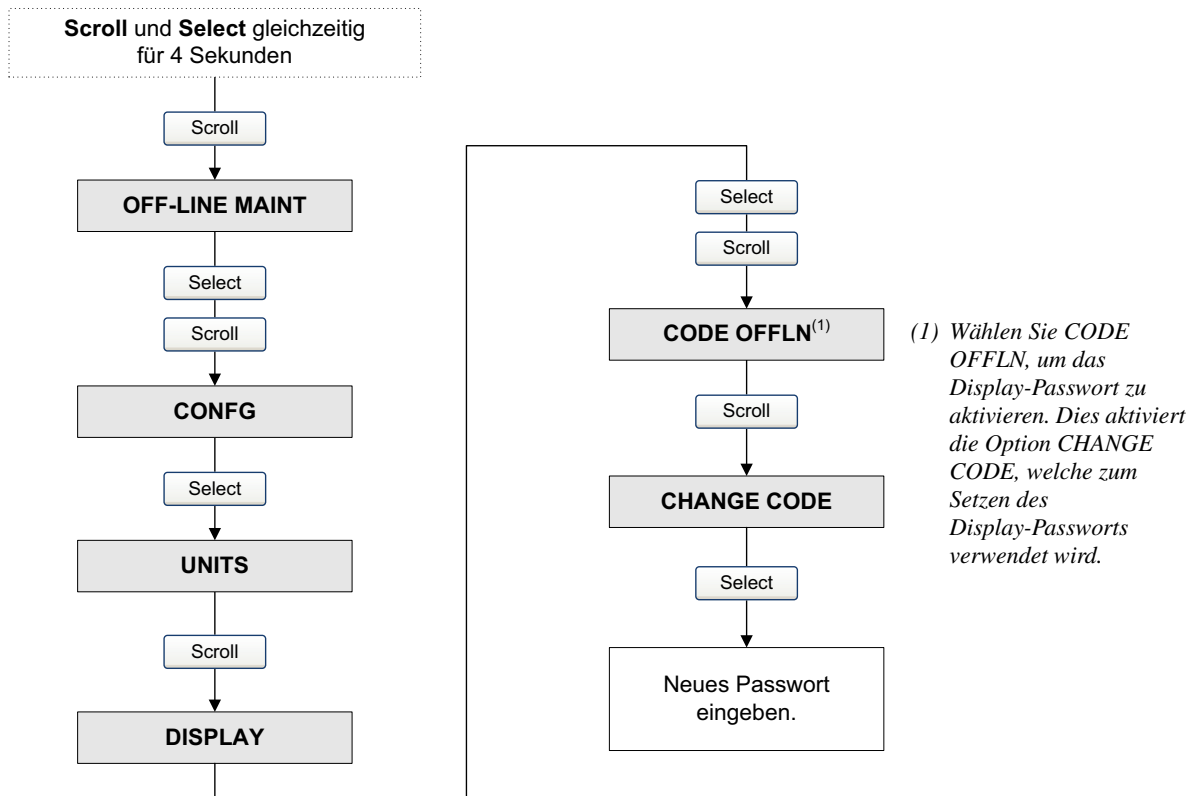 Scroll und Select gleichzeitig
für 4 Sekunden
Scroll
OFF-LINE MAINT
Select
Scroll
CONFG
Select
UNITS
Scroll
DISPLAY
Select
Scroll
CODE OFFLN(1)
Scroll
CHANGE CODE
Select
Neues Passwort
eingeben.
(1) Wählen Sie CODE
OFFLN, um das
Display-Passwort zu
aktivieren. Dies aktiviert
die Option CHANGE
CODE, welche zum
Setzen des
Display-Passworts
verwendet wird.